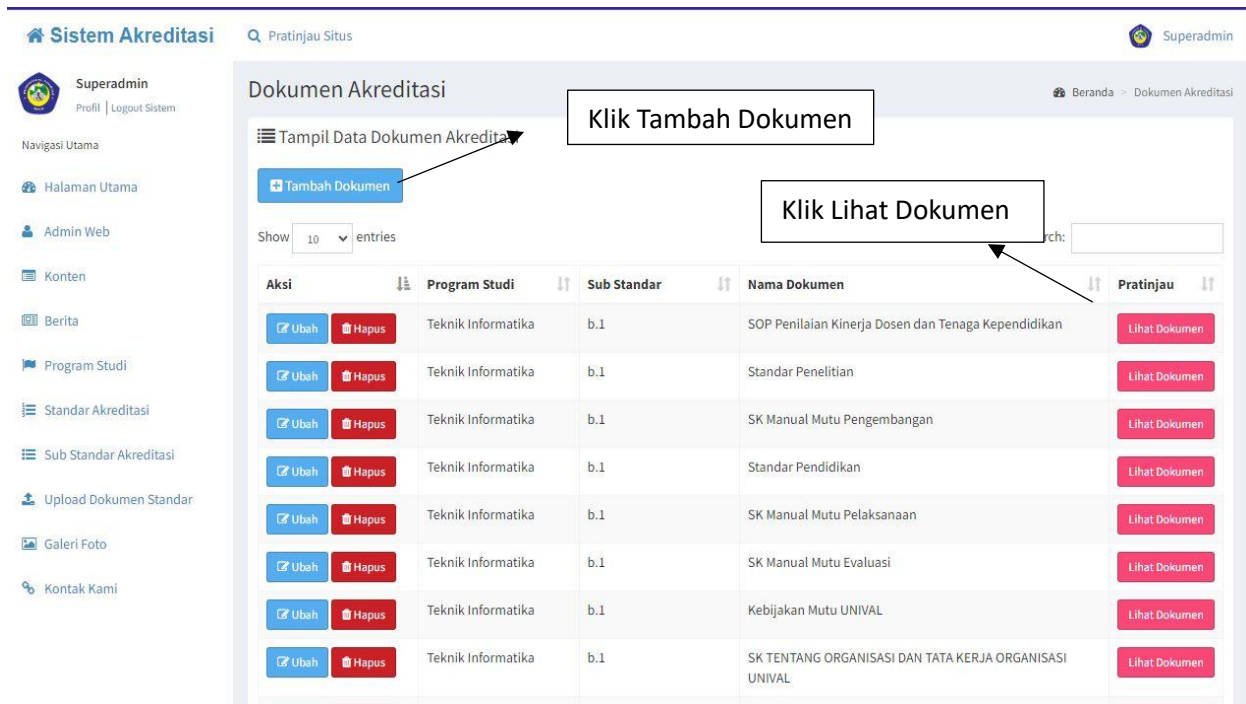 Sistem Akreditasi
Pratinjau Situs
Superadmin
Superadmin
Profil | Logout Sistem
Navigasi Utama
Halaman Utama
Admin Web
Konten
Berita
Program Studi
Standar Akreditasi
Sub Standar Akreditasi
Upload Dokumen Standar
Galeri Foto
Kontak Kami
Dokumen Akreditasi
Beranda > Dokumen Akreditasi
Klik Tambah Dokumen
Tampil Data Dokumen
Tambah Dokumen
Klik Lihat Dokumen
Show 10 entries
Aksi Program Studi Sub Standar Nama Dokumen Pratinjau
Ubah Hapus Teknik Informatika b.1 SOP Penilaian Kinerja Dosen dan Tenaga Kependidikan Lihat Dokumen
Ubah Hapus Teknik Informatika b.1 Standar Penelitian Lihat Dokumen
Ubah Hapus Teknik Informatika b.1 SK Manual Mutu Pengembangan Lihat Dokumen
Ubah Hapus Teknik Informatika b.1 Standar Pendidikan Lihat Dokumen
Ubah Hapus Teknik Informatika b.1 SK Manual Mutu Pelaksanaan Lihat Dokumen
Ubah Hapus Teknik Informatika b.1 SK Manual Mutu Evaluasi Lihat Dokumen
Ubah Hapus Teknik Informatika b.1 Kebijakan Mutu UNIVAL Lihat Dokumen
Ubah Hapus Teknik Informatika b.1 SK TENTANG ORGANISASI DAN TATA KERJA ORGANISASI Lihat Dokumen
UNIVAL